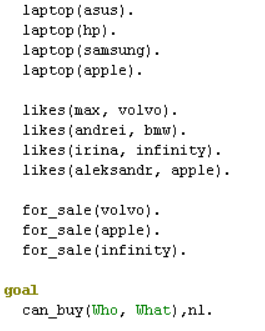 laptop(asus).
laptop(hp).
laptop(samsung).
laptop(apple).
likes(max, volvo).
likes(andrei, bmw).
likes(irina, infinity).
likes(aleksandr, apple).
for_sale(volvo).
for_sale(apple).
for_sale(infinity).
goal
can_buy(Who, What),nl.